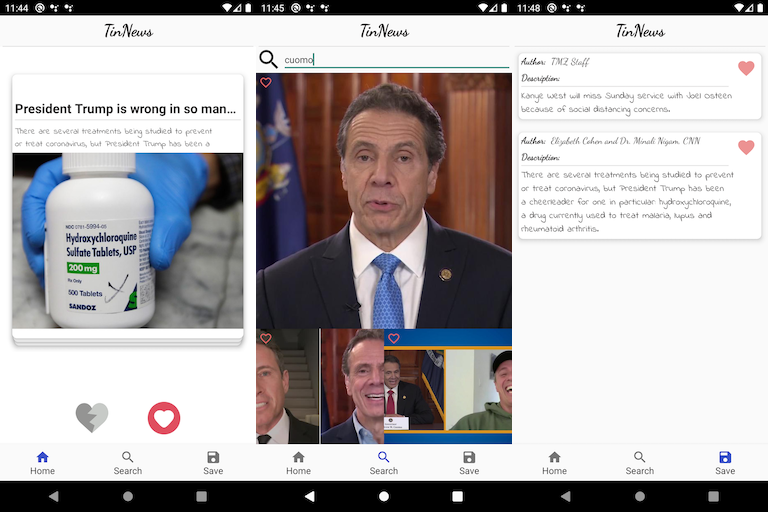 11:44
TinNews
President Trump is wrong in so man...
There are several treatments being studied to prevent
or treat coronavirus, but President Trump has been a
NDC 0781-5994-05
Hydroxychloroquine
Sulfate Tablets, USP
200 mg
Rx Only
500 Tablets
SANDOZ
Home
Search
Save
11:45
TinNews
cuomo
Home
Search
Save
11:48
TinNews
Author: TMZ Staff
Description:
Kanye West will miss Sunday service with Joel Osteen
because of social distancing concerns.
Author: Elizabeth Cohen and Dr. Minali Nigam, CNN
Description:
There are several treatments being studied to prevent
or treat coronavirus, but President Trump has been
a cheerleader for one in particular hydroxychloroquine,
a drug currently used to treat malaria, lupus and
rheumatoid arthritis.
Home
Search
Save